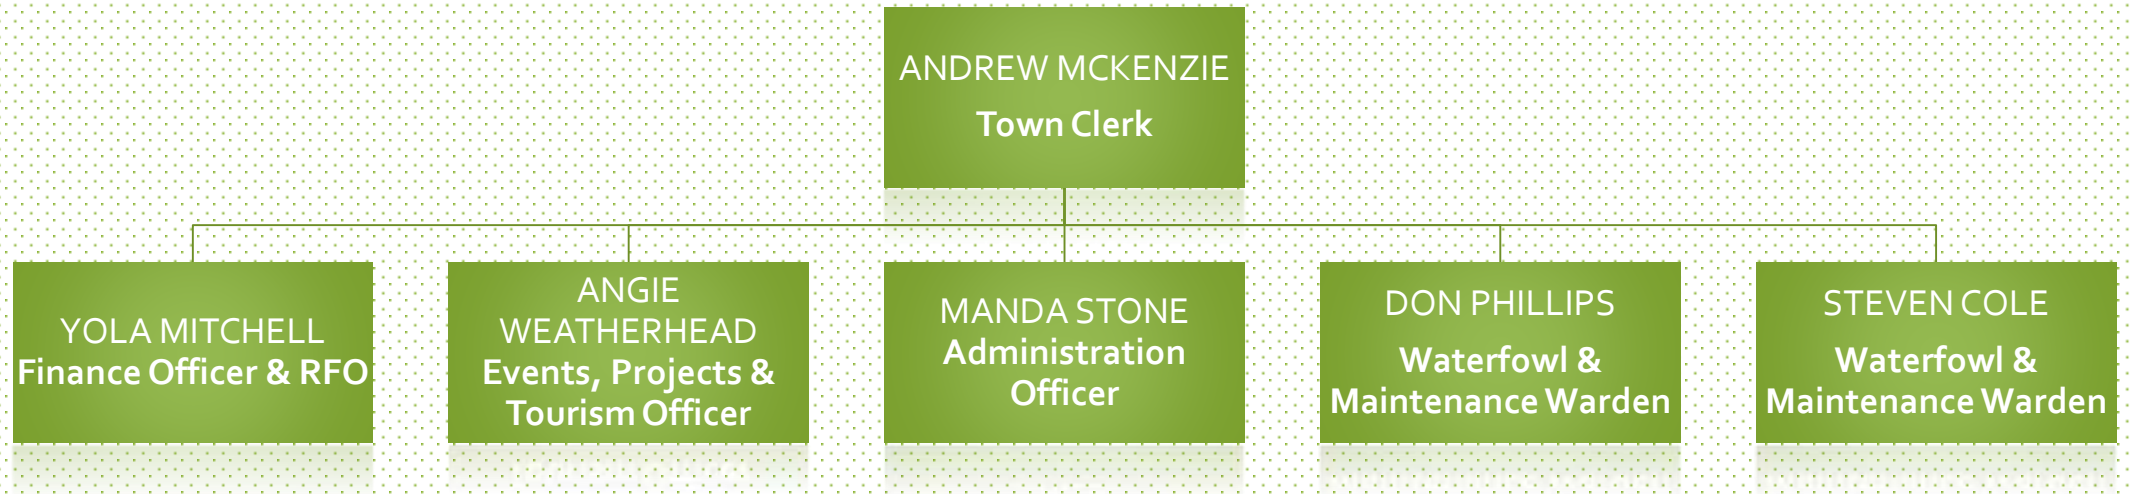 ANDREW MCKENZIE
Town Clerk
YOLA MITCHELL
Finance Officer & RFO
ANGIE
WEATHERHEAD
Events, Projects &
Tourism Officer
MANDA STONE
Administration
Officer
DON PHILLIPS
Waterfowl &
Maintenance Warden
STEVEN COLE
Waterfowl &
Maintenance Warden